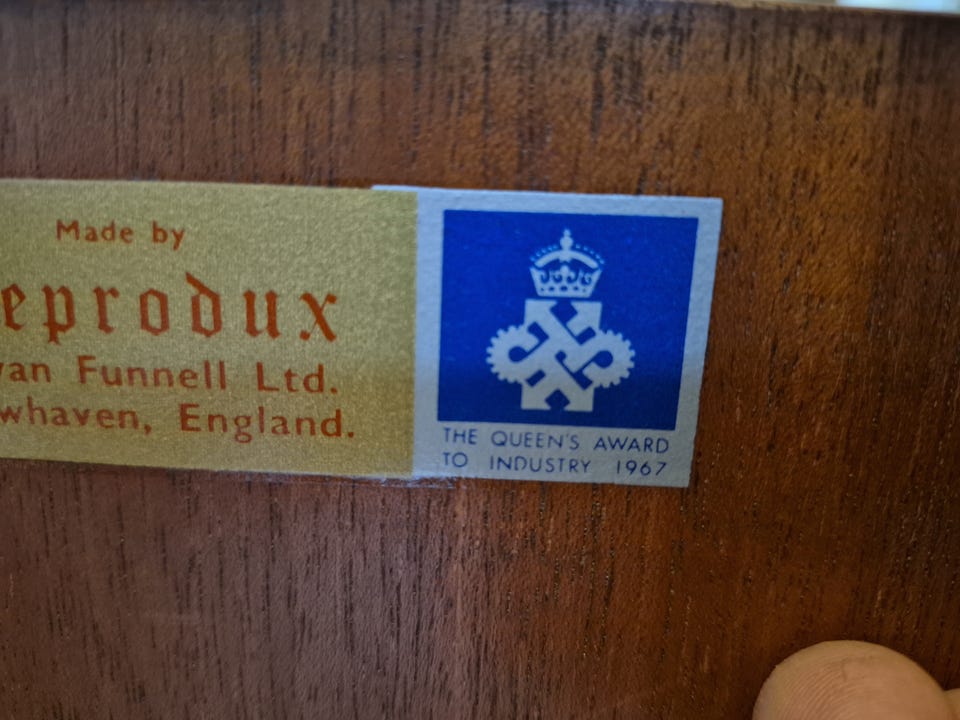 Made by
eprodux
van Funnell Ltd.
whaven, England.
THE QUEEN'S AWARD
TO INDUSTRY 1967